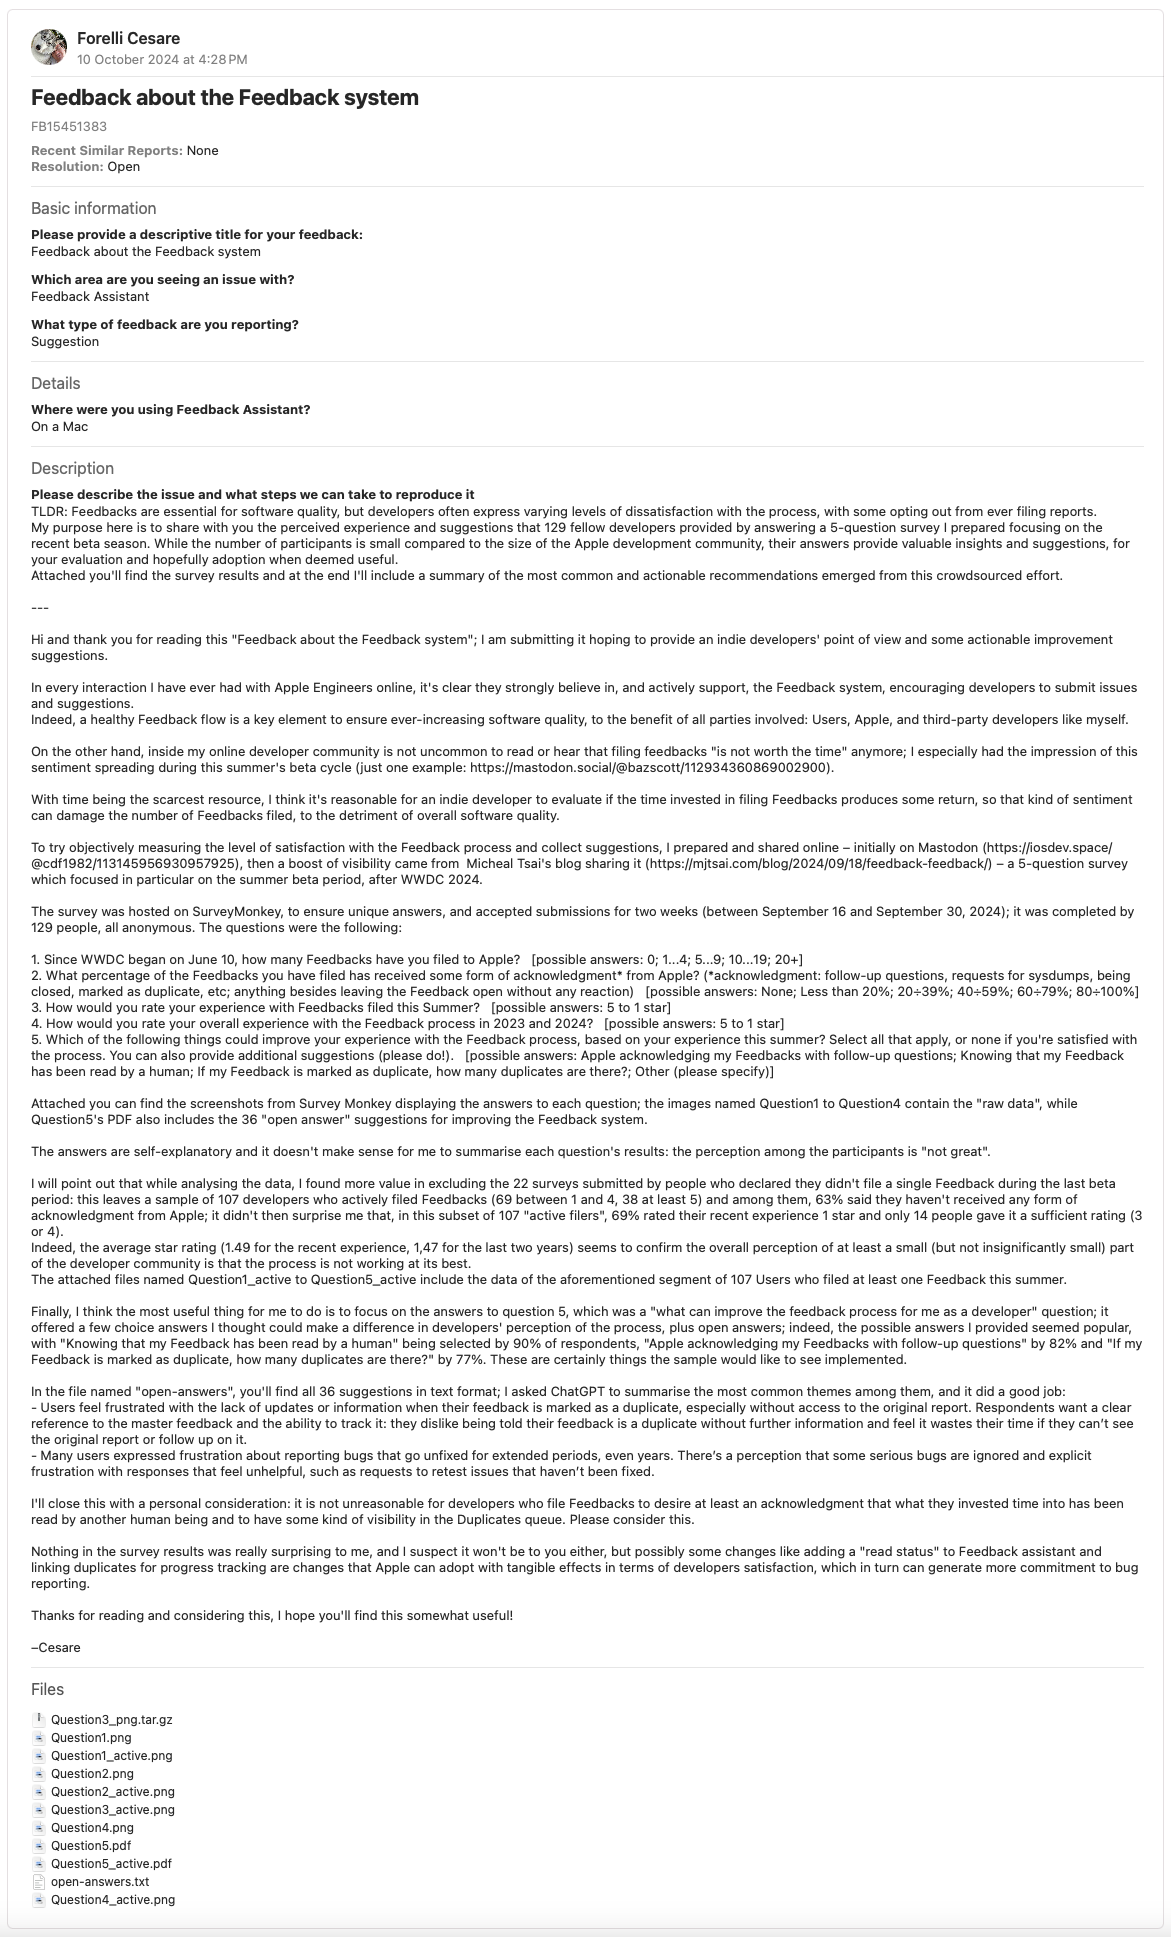 Forelli Cesare
10 October 2024 at 4:28 PM
Feedback about the Feedback system
FB15451383
Recent Similar Reports: None
Resolution: Open
Basic information
Please provide a descriptive title for your feedback:
Feedback about the Feedback system
Which area are you seeing an issue with?
Feedback Assistant
What type of feedback are you reporting?
Suggestion
Details
Where were you using Feedback Assistant?
On a Mac
Description
Please describe the issue and what steps we can take to reproduce it
TLDR: Feedbacks are essential for software quality, but developers often express varying levels of dissatisfaction with the process, with some opting out from ever filing reports.
My purpose here is to share with you the perceived experience and suggestions that 129 fellow developers provided by answering a 5-question survey I prepared focusing on the
recent beta season. While the number of participants is small compared to the size of the Apple development community, their answers provide valuable insights and suggestions, for
your evaluation and hopefully adoption when deemed useful.
Attached you'll find the survey results and at the end I'll include a summary of the most common and actionable recommendations emerged from this crowdsourced effort.
---
Hi and thank you for reading this "Feedback about the Feedback system"; I am submitting it hoping to provide an indie developers' point of view and some actionable improvement
suggestions.
In every interaction I have ever had with Apple Engineers online, it's clear they strongly believe in, and actively support, the Feedback system, encouraging developers to submit issues
and suggestions.
Indeed, a healthy Feedback flow is a key element to ensure ever-increasing software quality, to the benefit of all parties involved: Users, Apple, and third-party developers like myself.
On the other hand, inside my online developer community is not uncommon to read or hear that filing feedbacks "is not worth the time" anymore; I especially had the impression of this
sentiment spreading during this summer's beta cycle (just one example: https://mastodon.social/@bazscott/112934360869002900).
With time being the scarcest resource, I think it's reasonable for an indie developer to evaluate if the time invested in filing Feedbacks produces some return, so that kind of sentiment
can damage the number of Feedbacks filed, to the detriment of overall software quality.
To try objectively measuring the level of satisfaction with the Feedback process and collect suggestions, I prepared and shared online – initially on Mastodon (https://iosdev.space/
@cdf1982/113145956930957925), then a boost of visibility came from  Micheal Tsai's blog sharing it (https://mjtsai.com/blog/2024/09/18/feedback-feedback/) – a 5-question survey
which focused in particular on the summer beta period, after WWDC 2024.
The survey was hosted on SurveyMonkey, to ensure unique answers, and accepted submissions for two weeks (between September 16 and September 30, 2024); it was completed by
129 people, all anonymous. The questions were the following:
1. Since WWDC began on June 10, how many Feedbacks have you filed to Apple?   [possible answers: 0; 1...4; 5...9; 10...19; 20+]
2. What percentage of the Feedbacks you have filed has received some form of acknowledgment* from Apple? (*acknowledgment: follow-up questions, requests for sysdumps, being
closed, marked as duplicate, etc; anything besides leaving the Feedback open without any reaction)   [possible answers: None; Less than 20%; 20÷39%; 40÷59%; 60÷79%; 80÷100%]
3. How would you rate your experience with Feedbacks filed this Summer?   [possible answers: 5 to 1 star]
4. How would you rate your overall experience with the Feedback process in 2023 and 2024?   [possible answers: 5 to 1 star]
5. Which of the following things could improve your experience with the Feedback process, based on your experience this summer? Select all that apply, or none if you're satisfied with
the process. You can also provide additional suggestions (please do!).   [possible answers: Apple acknowledging my Feedbacks with follow-up questions; Knowing that my Feedback
has been read by a human; If my Feedback is marked as duplicate, how many duplicates are there?; Other (please specify)]
Attached you can find the screenshots from Survey Monkey displaying the answers to each question; the images named Question1 to Question4 contain the "raw data", while
Question5's PDF also includes the 36 "open answer" suggestions for improving the Feedback system.
The answers are self-explanatory and it doesn't make sense for me to summarise each question's results: the perception among the participants is "not great".
I will point out that while analysing the data, I found more value in excluding the 22 surveys submitted by people who declared they didn't file a single Feedback during the last beta
period: this leaves a sample of 107 developers who actively filed Feedbacks (69 between 1 and 4, 38 at least 5) and among them, 63% said they haven't received any form of
acknowledgment from Apple; it didn't then surprise me that, in this subset of 107 "active filers", 69% rated their recent experience 1 star and only 14 people gave it a sufficient rating (3
or 4).
Indeed, the average star rating (1.49 for the recent experience, 1,47 for the last two years) seems to confirm the overall perception of at least a small (but not insignificantly small) part
of the developer community is that the process is not working at its best.
The attached files named Question1_active to Question5_active include the data of the aforementioned segment of 107 Users who filed at least one Feedback this summer.
Finally, I think the most useful thing for me to do is to focus on the answers to question 5, which was a "what can improve the feedback process for me as a developer" question; it
offered a few choice answers I thought could make a difference in developers' perception of the process, plus open answers; indeed, the possible answers I provided seemed popular,
with "Knowing that my Feedback has been read by a human" being selected by 90% of respondents, "Apple acknowledging my Feedbacks with follow-up questions" by 82% and "If my
Feedback is marked as duplicate, how many duplicates are there?" by 77%. These are certainly things the sample would like to see implemented.
In the file named "open-answers", you'll find all 36 suggestions in text format; I asked ChatGPT to summarise the most common themes among them, and it did a good job:
- Users feel frustrated with the lack of updates or information when their feedback is marked as a duplicate, especially without access to the original report. Respondents want a clear
reference to the master feedback and the ability to track it: they dislike being told their feedback is a duplicate without further information and feel it wastes their time if they can’t see
the original report or follow up on it.
- Many users expressed frustration about reporting bugs that go unfixed for extended periods, even years. There’s a perception that some serious bugs are ignored and explicit
frustration with responses that feel unhelpful, such as requests to retest issues that haven’t been fixed.
I'll close this with a personal consideration: it is not unreasonable for developers who file Feedbacks to desire at least an acknowledgment that what they invested time into has been
read by another human being and to have some kind of visibility in the Duplicates queue. Please consider this.
Nothing in the survey results was really surprising to me, and I suspect it won't be to you either, but possibly some changes like adding a "read status" to Feedback assistant and
linking duplicates for progress tracking are changes that Apple can adopt with tangible effects in terms of developers satisfaction, which in turn can generate more commitment to bug
reporting.
Thanks for reading and considering this, I hope you'll find this somewhat useful!
–Cesare
Files
Question3_png.tar.gz
Question1.png
Question1_active.png
Question2.png
Question2_active.png
Question3_active.png
Question4.png
Question5.pdf
Question5_active.pdf
open-answers.txt
Question4_active.png